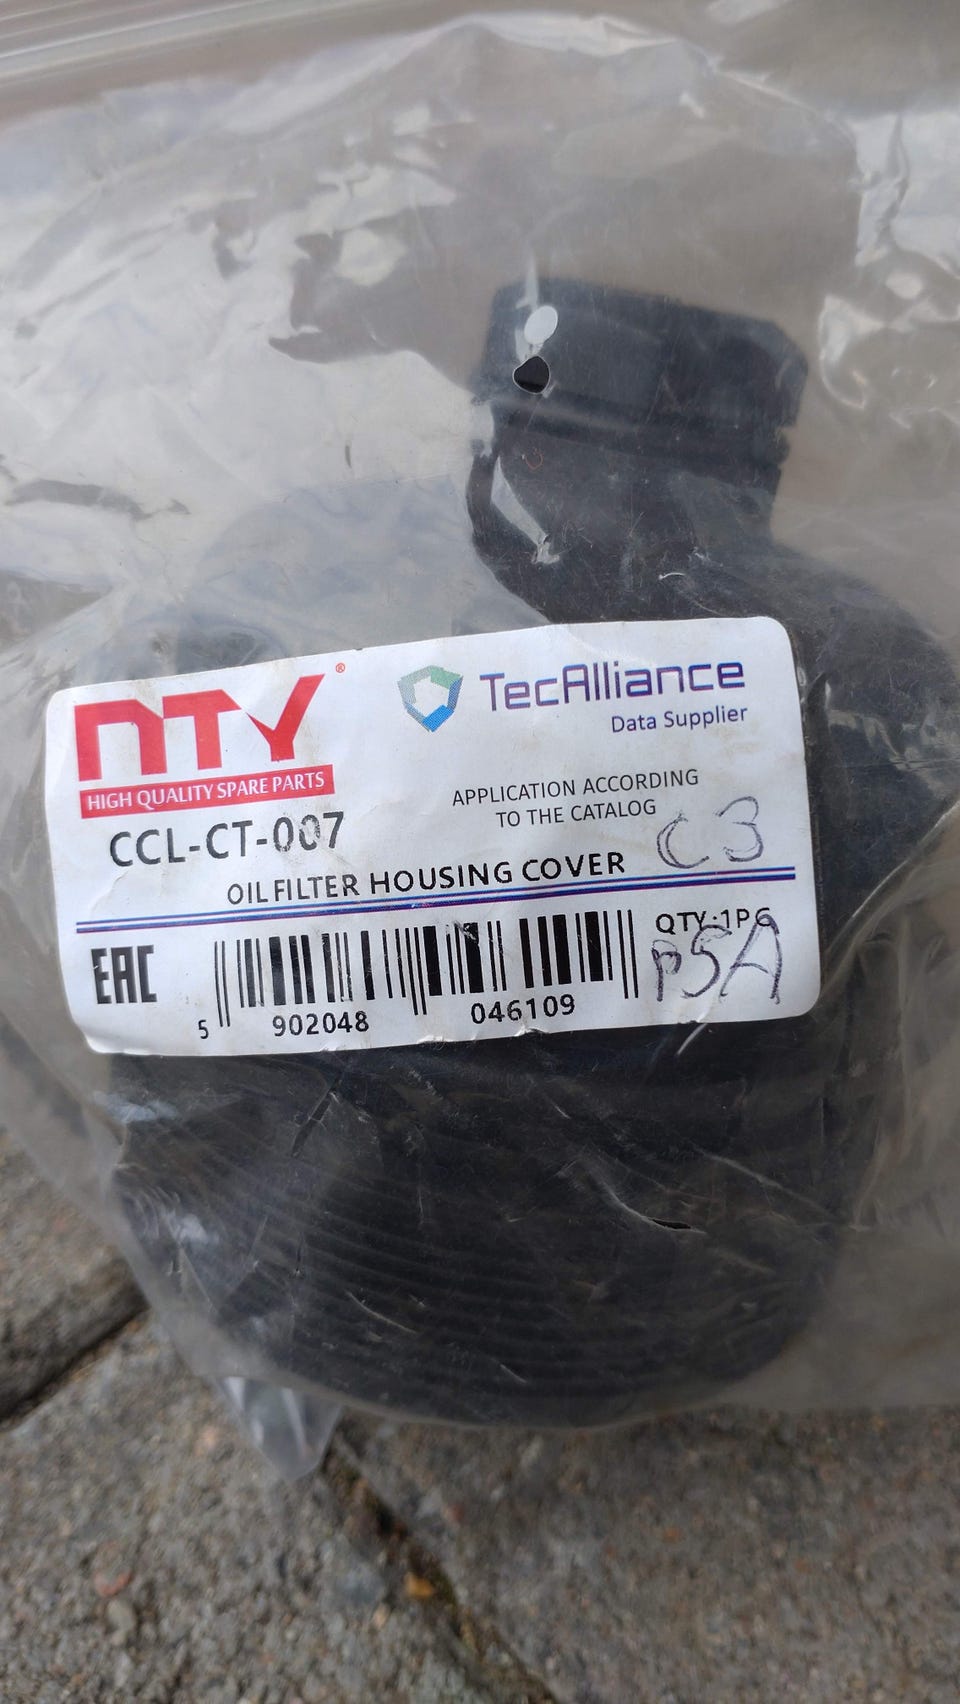 NTY®
HIGH QUALITY SPARE PARTS
TecAlliance
Data Supplier
CCL-CT-007
APPLICATION ACCORDING
TO THE CATALOG
C3
OIL FILTER HOUSING COVER
QTY:1PC
PSA
EAC
5 902048 046109